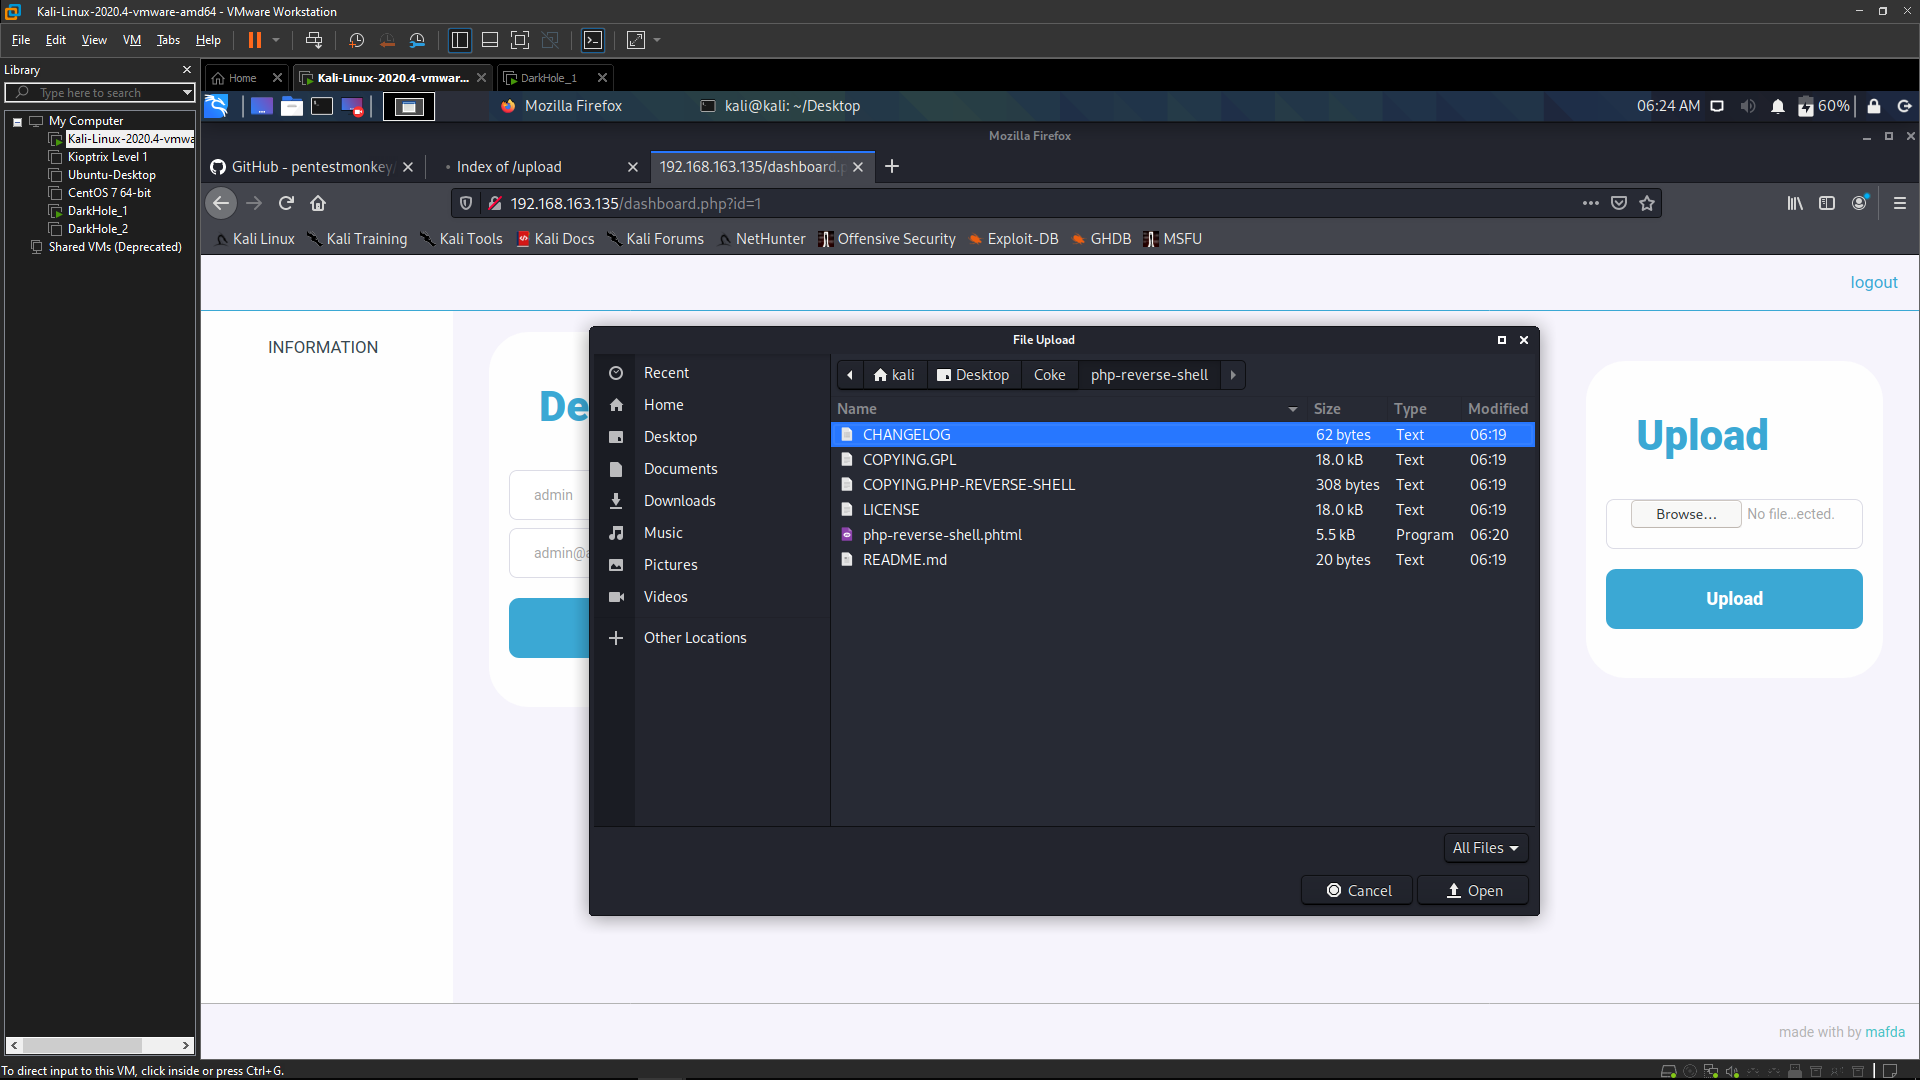 Kali-Linux-2020.4-vmware-amd64 - VMware Workstation
File Edit View VM Tabs Help
Library
Type here to search
My Computer
Kali-Linux-2020.4-vmwa
Kioptrix Level 1
Ubuntu-Desktop
CentOS 7 64-bit
DarkHole_1
DarkHole_2
Shared VMs (Deprecated)
Home
Kali-Linux-2020.4-vmwar...
DarkHole_1
Mozilla Firefox
kali@kali: ~/Desktop
06:24 AM
60%
Mozilla Firefox
GitHub - pentestmonkey/
Index of /upload
192.168.163.135/dashboard.p
192.168.163.135/dashboard.php?id=1
Kali Linux Kali Training Kali Tools Kali Docs Kali Forums NetHunter Offensive Security Exploit-DB GHDB MSFU
logout
INFORMATION
De
admin
admin@a
File Upload
Recent
Home
Desktop
Documents
Downloads
Music
Pictures
Videos
Other Locations
kali Desktop Coke php-reverse-shell
Name Size Type Modified
CHANGELOG 62 bytes Text 06:19
COPYING.GPL 18.0 kB Text 06:19
COPYING.PHP-REVERSE-SHELL 308 bytes Text 06:19
LICENSE 18.0 kB Text 06:19
php-reverse-shell.phtml 5.5 kB Program 06:20
README.md 20 bytes Text 06:19
All Files
Cancel Open
Upload
Browse... No file...ected.
Upload
made with by mafda
To direct input to this VM, click inside or press Ctrl+G.